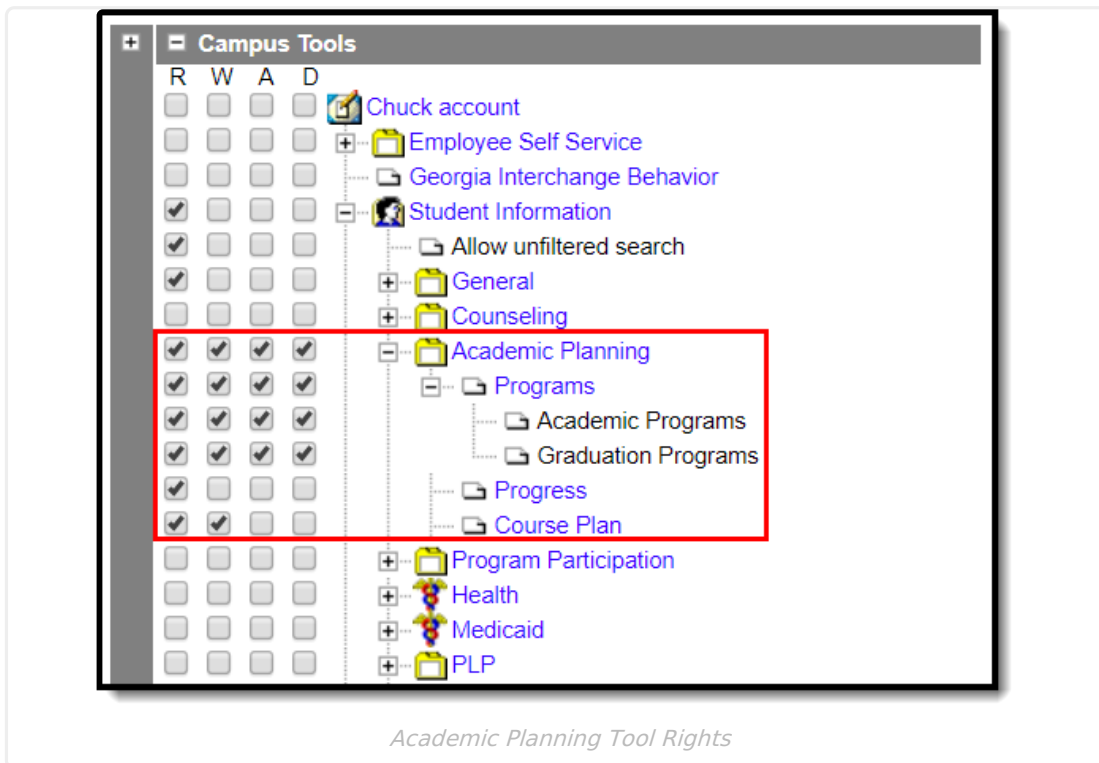 Campus Tools
R W A D
Chuck account
Employee Self Service
Georgia Interchange Behavior
Student Information
Allow unfiltered search
General
Counseling
Academic Planning
Programs
Academic Programs
Graduation Programs
Progress
Course Plan
Program Participation
Health
Medicaid
PLP
Academic Planning Tool Rights